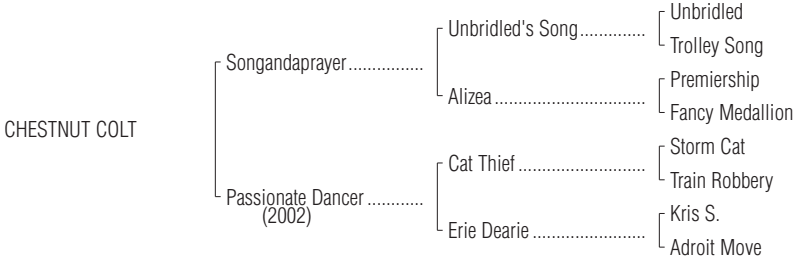 Unbridled
Unbridled's Song..............
Trolley Song
Songandaprayer................
Premiership
Alizea................................
Fancy Medallion
CHESTNUT COLT
Storm Cat
Cat Thief...........................
Train Robbery
Passionate Dancer............
(2002)
Kris S.
Erie Dearie........................
Adroit Move